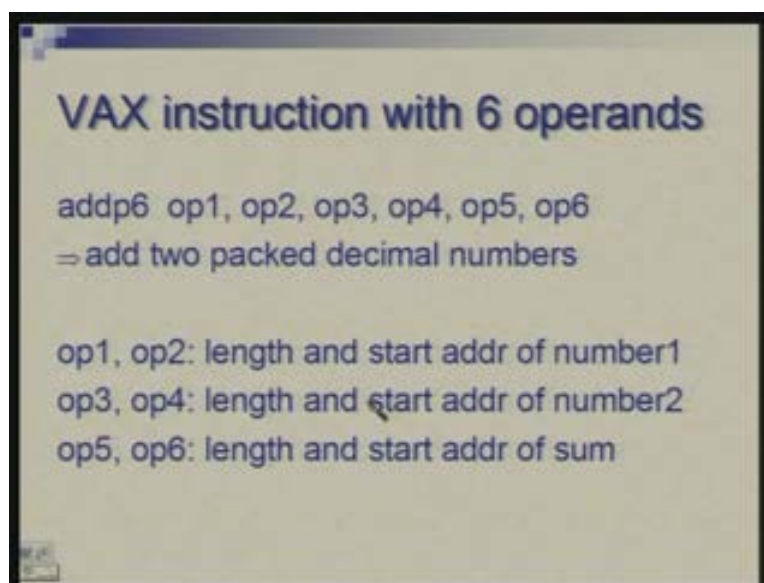 VAX instruction with 6 operands
addp6 op1, op2, op3, op4, op5, op6
⇒ add two packed decimal numbers
op1, op2: length and start addr of number1
op3, op4: length and start addr of number2
op5, op6: length and start addr of sum